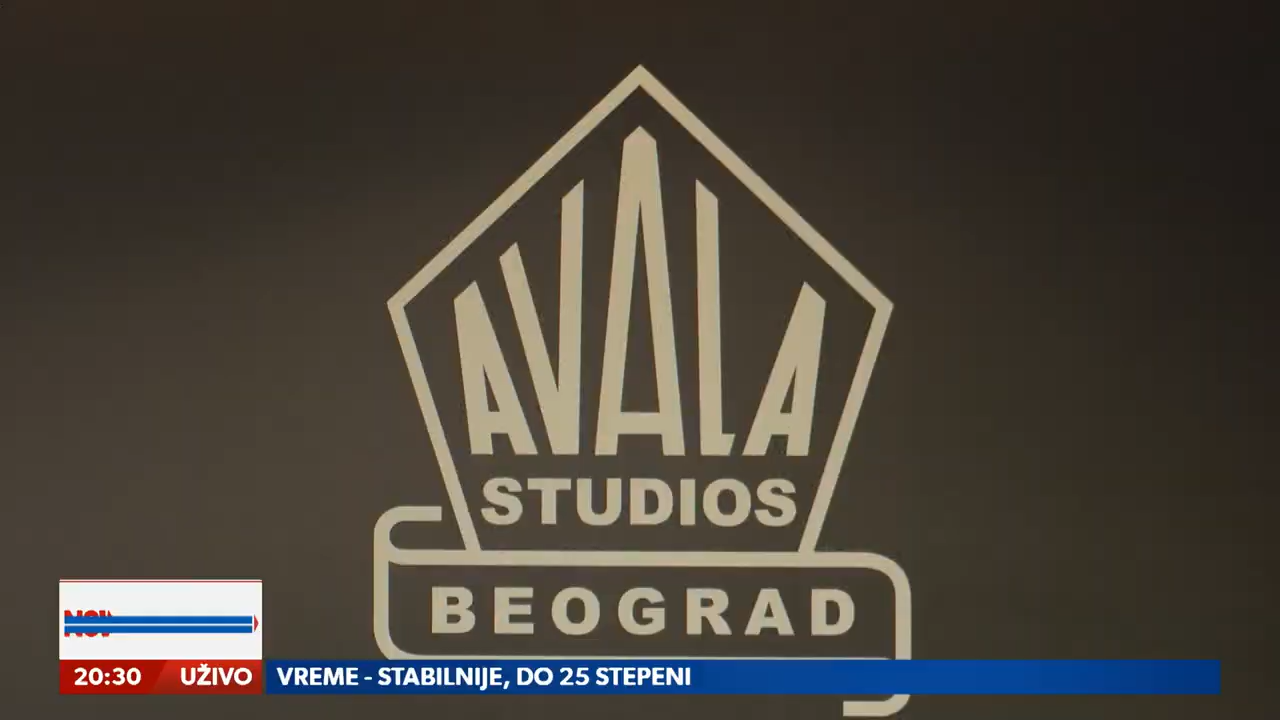 AVALA
STUDIOS
BEOGRAD
20:30 UŽIVO VREME - STABILNIJE, DO 25 STEPENI